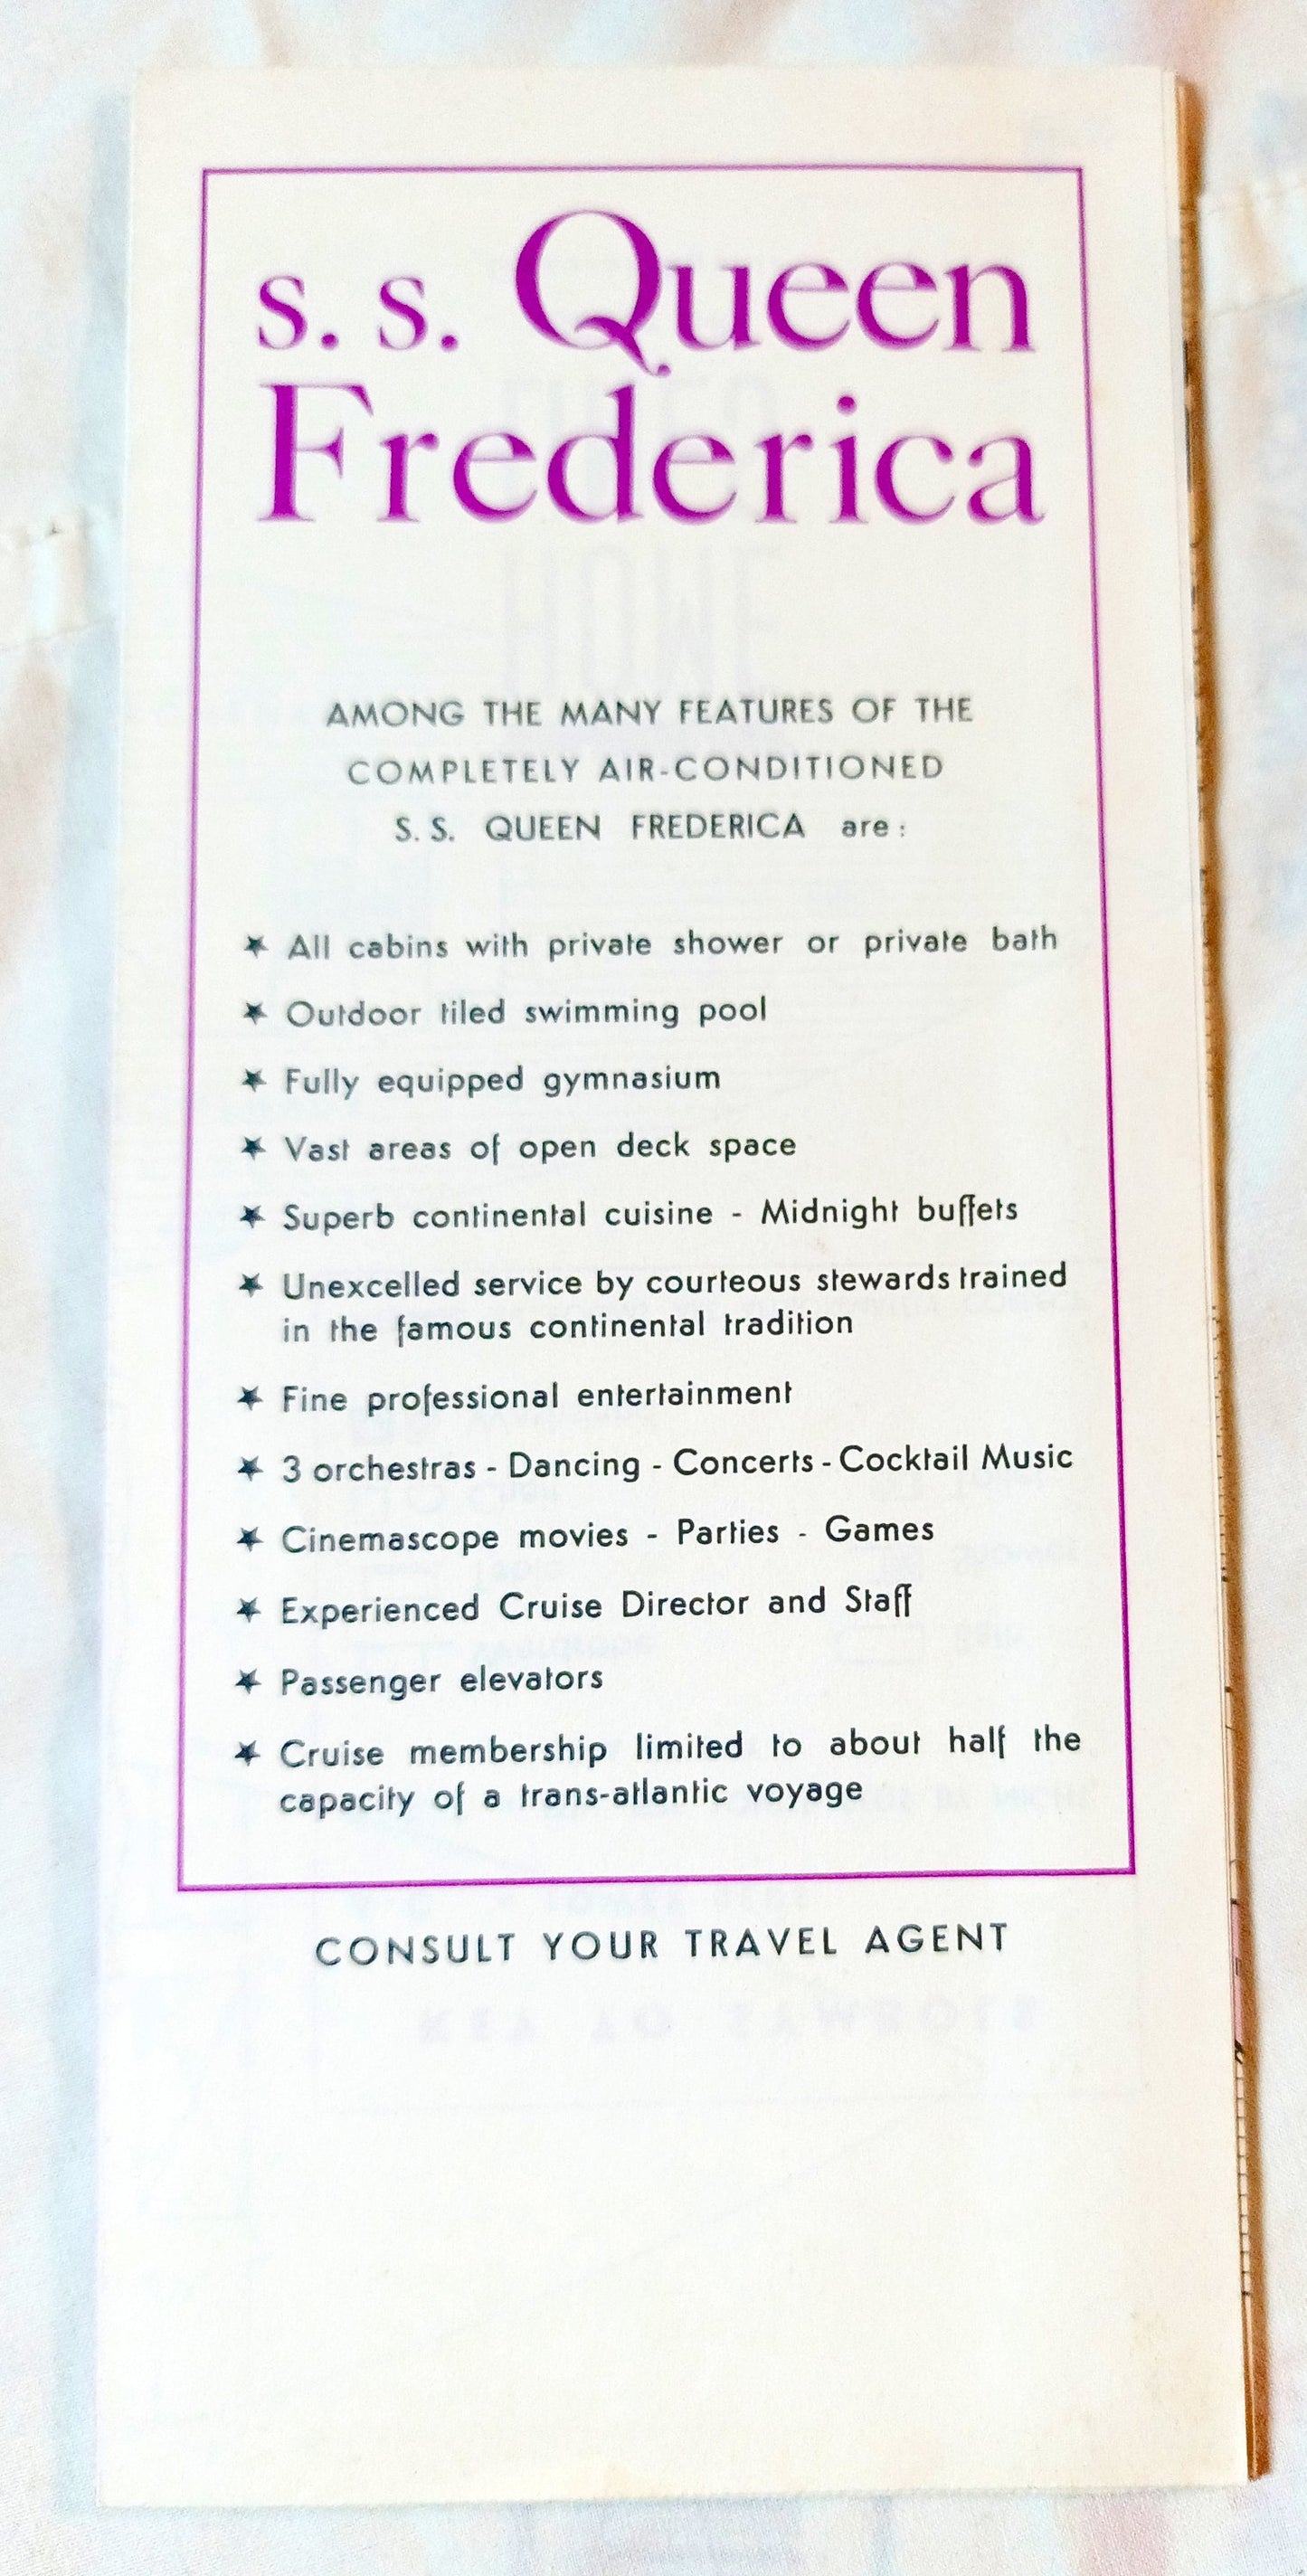 s. s. Queen
Frederica
AMONG THE MANY FEATURES OF THE
COMPLETELY AIR-CONDITIONED
S. S. QUEEN FREDERICA are :
★ All cabins with private shower or private bath
★ Outdoor tiled swimming pool
★ Fully equipped gymnasium
★ Vast areas of open deck space
★ Superb continental cuisine - Midnight buffets
★ Unexcelled service by courteous stewards trained
in the famous continental tradition
★ Fine professional entertainment
★ 3 orchestras - Dancing - Concerts - Cocktail Music
★ Cinemascope movies - Parties - Games
★ Experienced Cruise Director and Staff
★ Passenger elevators
★ Cruise membership limited to about half the
capacity of a trans-atlantic voyage
CONSULT YOUR TRAVEL AGENT